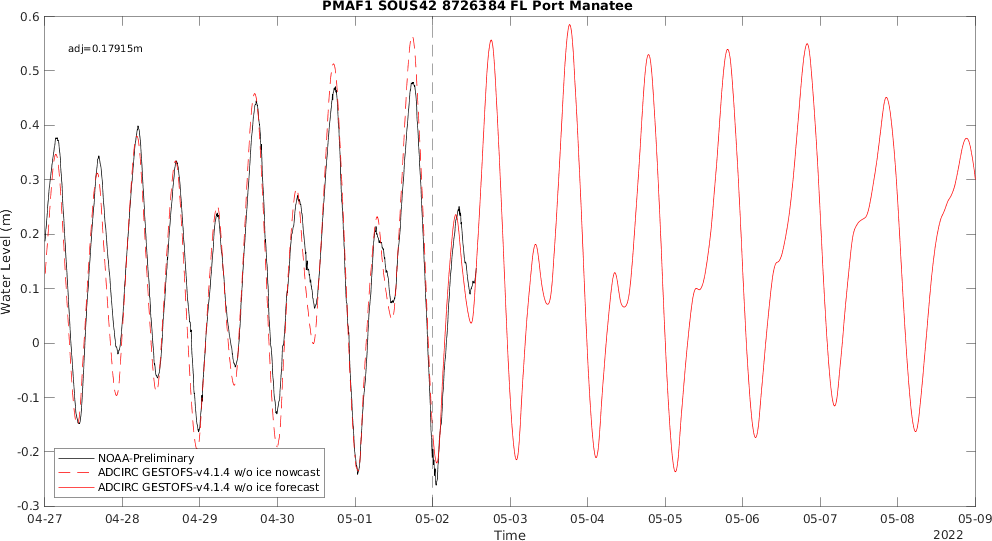 PMAF1 SOUS42 8726384 FL Port Manatee
adj=0.17915m
Water Level (m)
0.6
0.5
0.4
0.3
0.2
0.1
0
-0.1
-0.2
-0.3
NOAA-Preliminary
ADCIRC GESTOFS-v4.1.4 w/o ice nowcast
ADCIRC GESTOFS-v4.1.4 w/o ice forecast
04-27 04-28 04-29 04-30 05-01 05-02 05-03 05-04 05-05 05-06 05-07 05-08 05-09
Time
2022